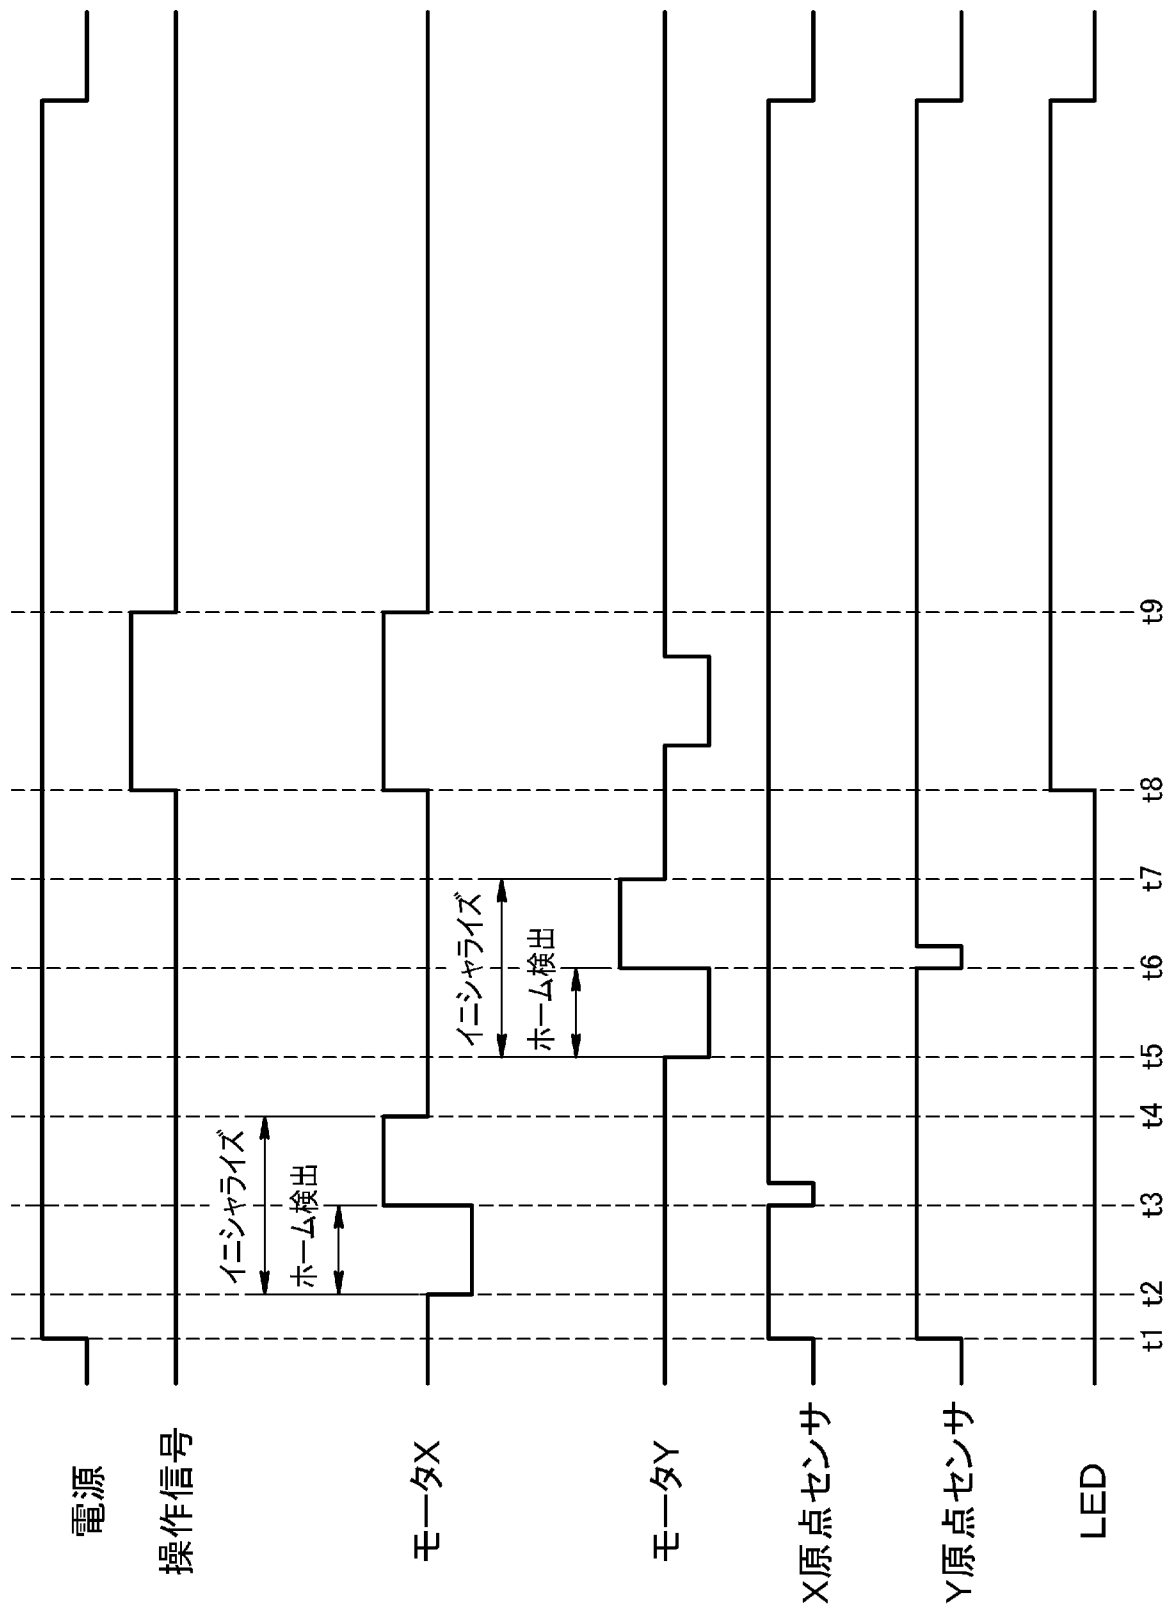 電源
操作信号
モータX
イニシャライズ
ホーム検出
モータY
イニシャライズ
ホーム検出
X原点センサ
Y原点センサ
LED
t1
t2
t3
t4
t5
t6
t7
t8
t9